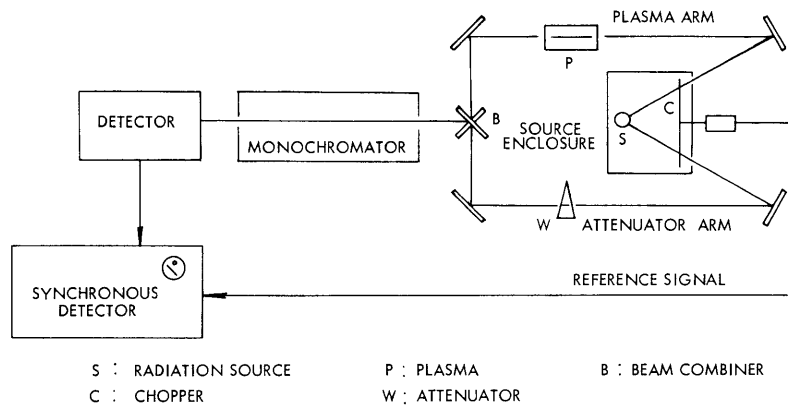 PLASMA ARM
P
DETECTOR
MONOCHROMATOR
B
SOURCE
ENCLOSURE
S
C
W
ATTENUATOR ARM
SYNCHRONOUS
DETECTOR
REFERENCE SIGNAL
S : RADIATION SOURCE
P : PLASMA
B : BEAM COMBINER
C : CHOPPER
W : ATTENUATOR